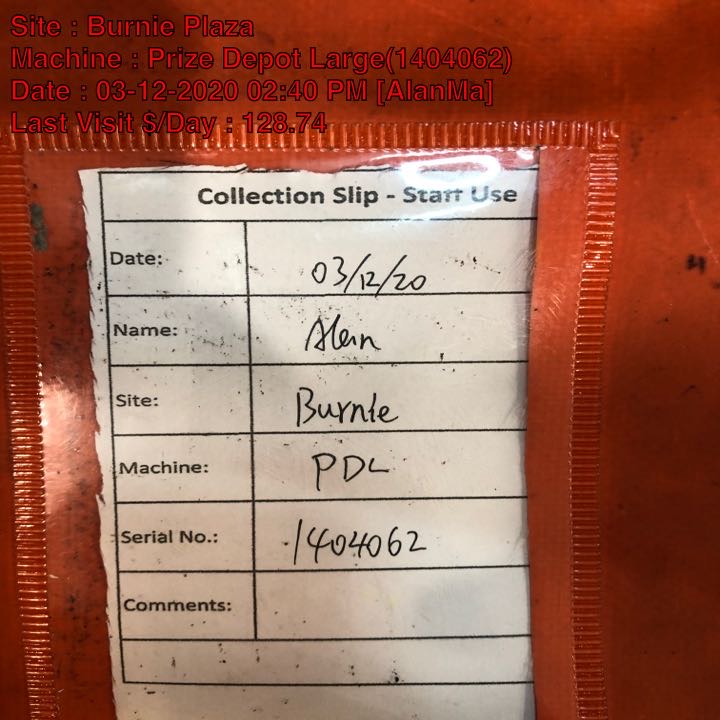 Site : Burnie Plaza
Machine : Prize Depot Large(1404062)
Date : 03-12-2020 02:40 PM [AlanMa]
Last Visit $/Day : 128.74
Collection Slip - Staff Use
Date: 03/12/20
Name: Alan
Site: Burnie
Machine: PDL
Serial No.: 1404062
Comments: